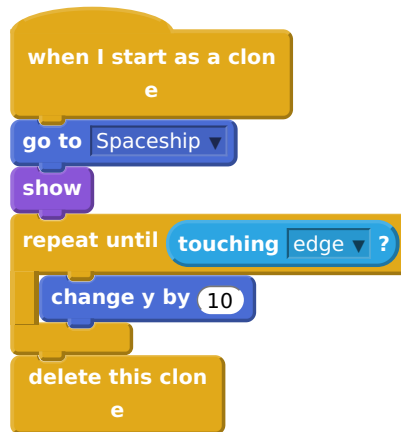 when I start as a clon
e
go to Spaceship ▼
show
repeat until touching edge ▼ ?
change y by 10
delete this clon
e